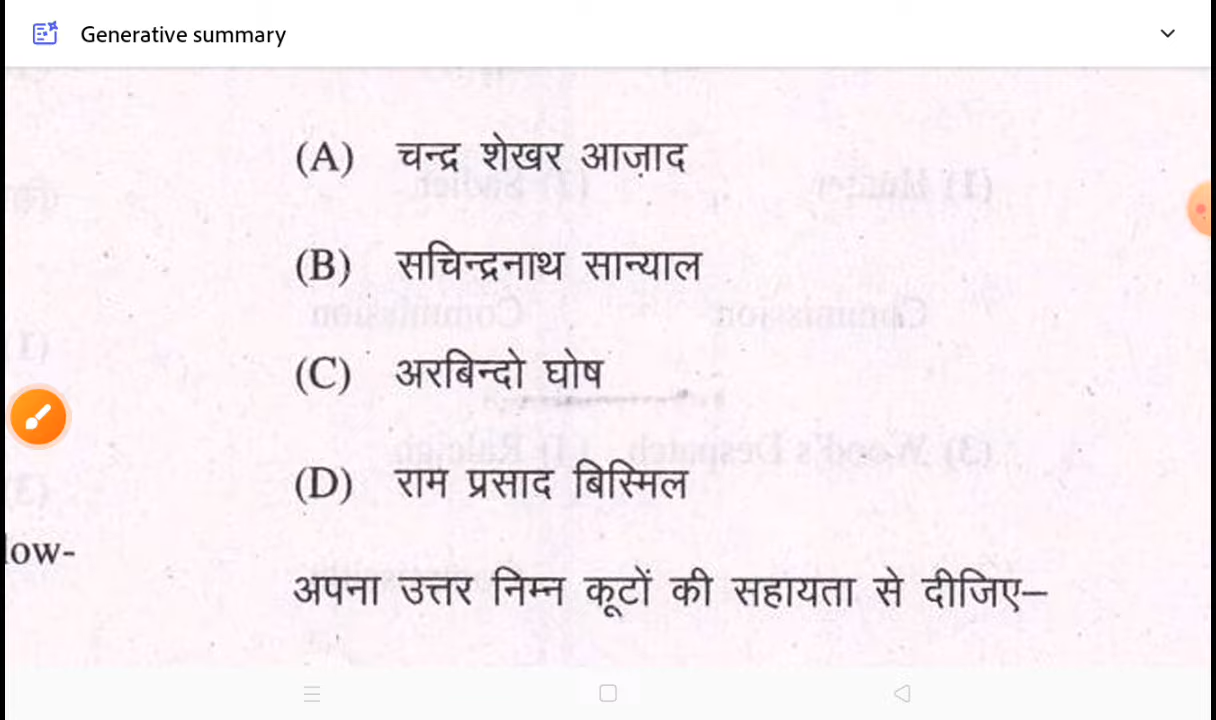 Generative summary
(A) चन्द्र शेखर आज़ाद
(B) सचिन्द्रनाथ सान्याल
(C) अरबिन्दो घोष
(D) राम प्रसाद बिस्मिल
low-
अपना उत्तर निम्न कूटों की सहायता से दीजिए–